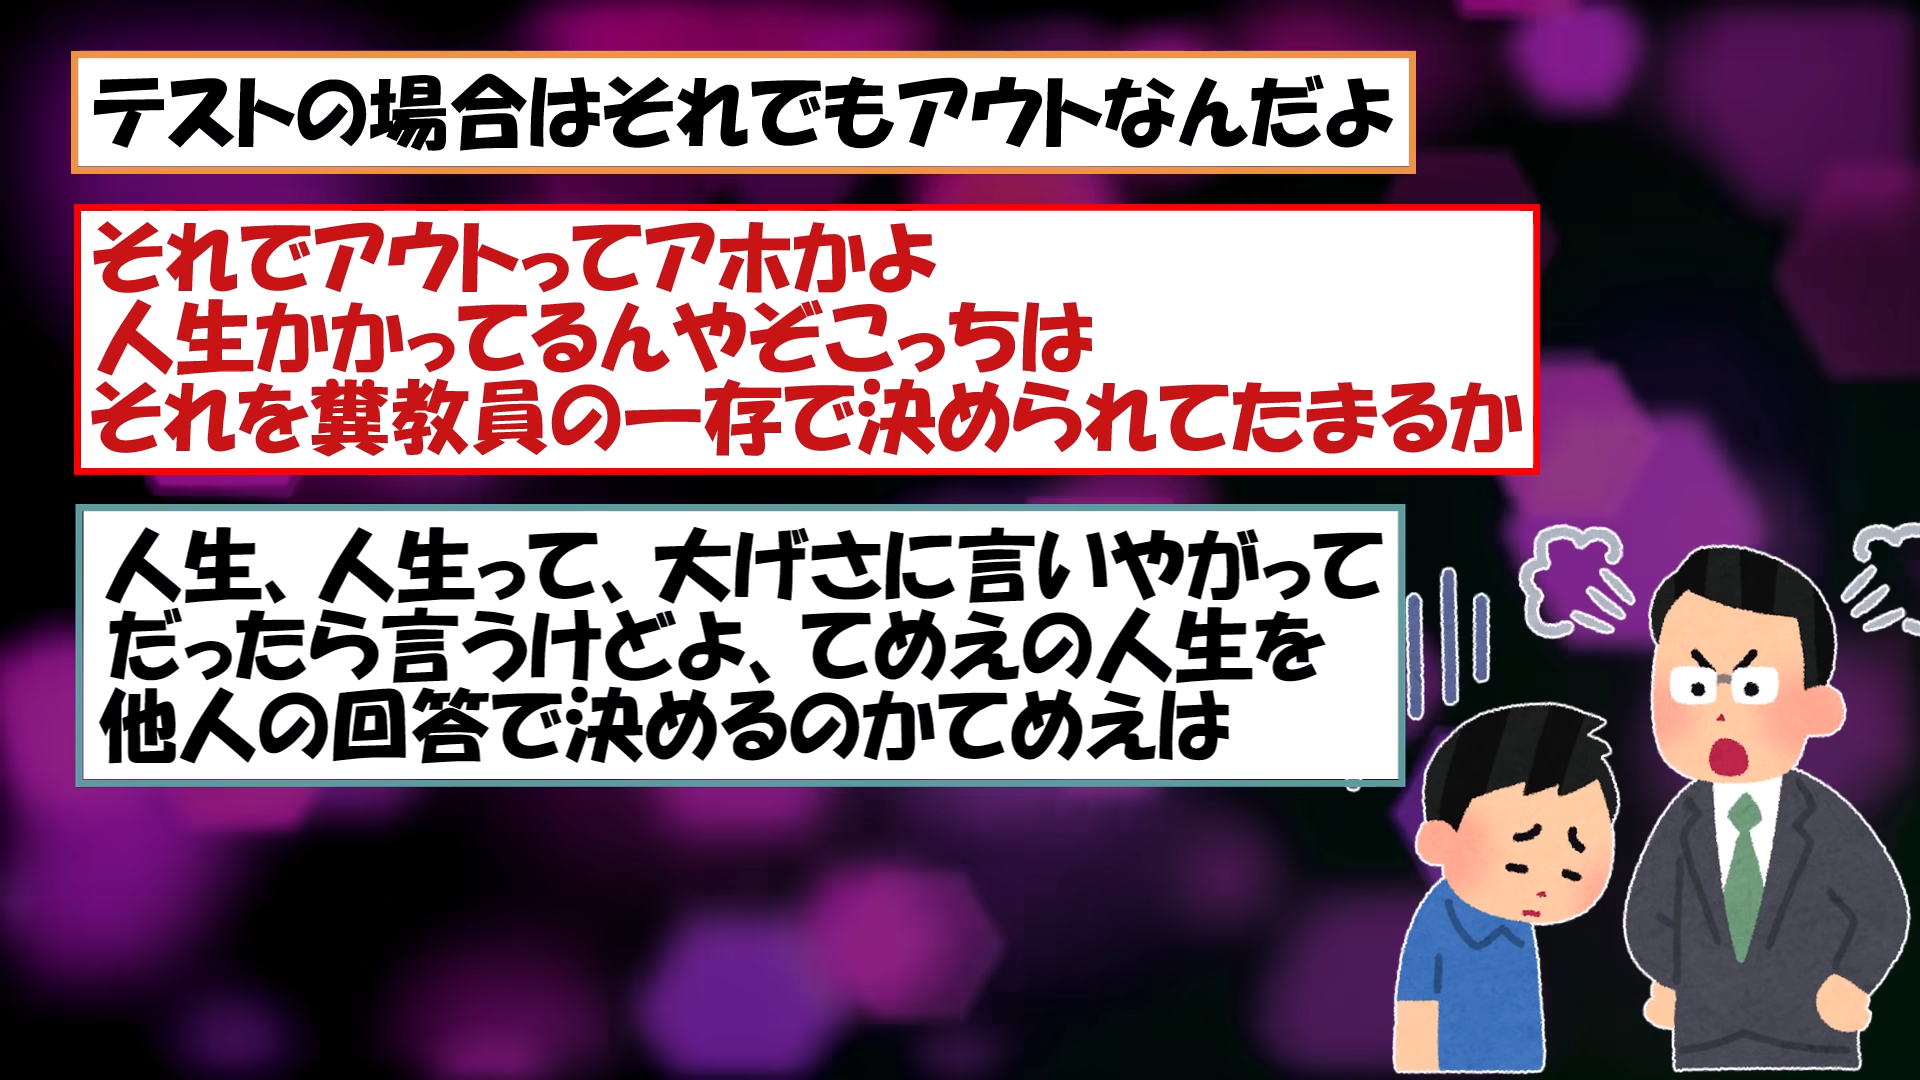 テストの場合はそれでもアウトなんだよ
それでアウトってアホかよ
人生かかってるんやぞこっちは
それを糞教員の一存で決められてたまるか
人生、人生って、大げさに言いやがって
だったら言うけどよ、てめえの人生を
他人の回答で決めるのかてめえは